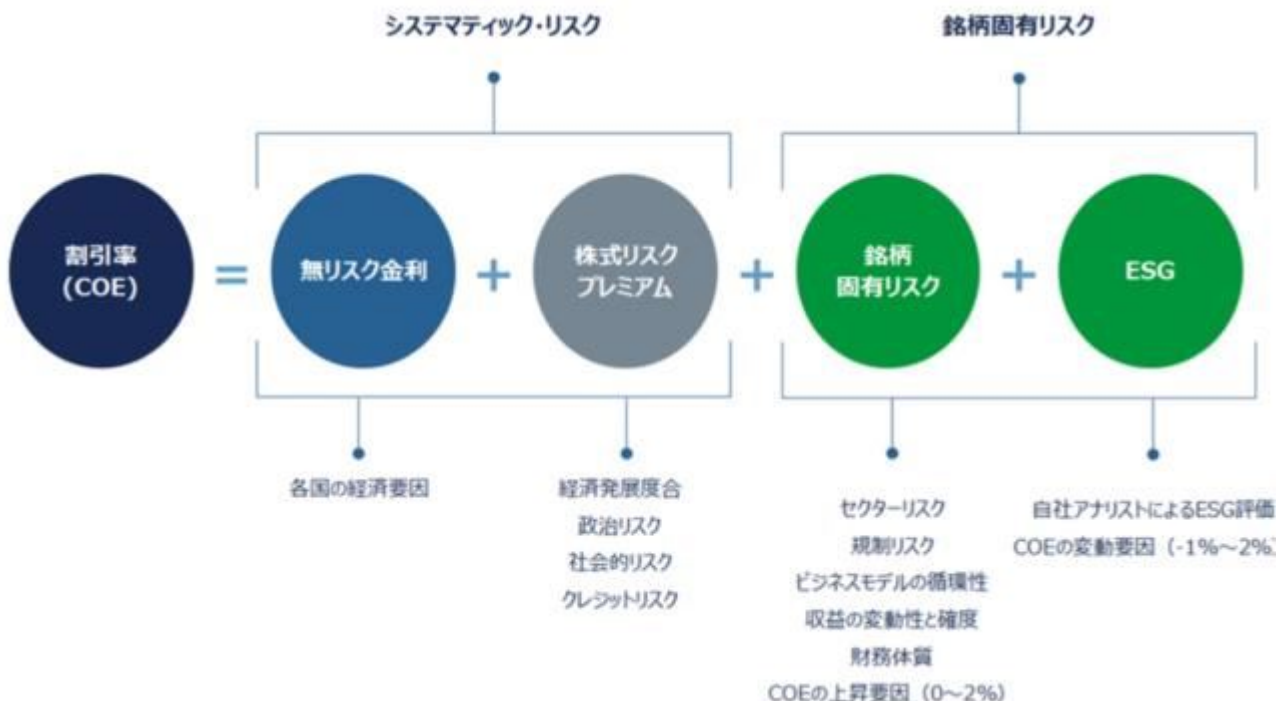 システマティック・リスク
銘柄固有リスク
割引率
(COE)
=
無リスク金利
+
株式リスク
プレミアム
+
銘柄
固有リスク
+
ESG
各国の経済要因
経済発展度合
政治リスク
社会的リスク
クレジットリスク
セクターリスク
規制リスク
ビジネスモデルの循環性
収益の変動性と確度
財務体質
COEの上昇要因（0～2%）
自社アナリストによるESG評価
COEの変動要因（-1%～2%）